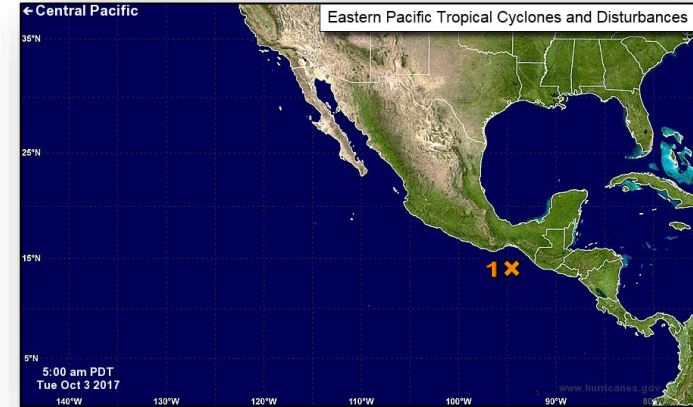 ← Central Pacific
Eastern Pacific Tropical Cyclones and Disturbances
35°N
25°N
15°N
1
5°N
5:00 am PDT
Tue Oct 3 2017
www.hurricanes.gov
140°W
130°W
120°W
110°W
100°W
90°W